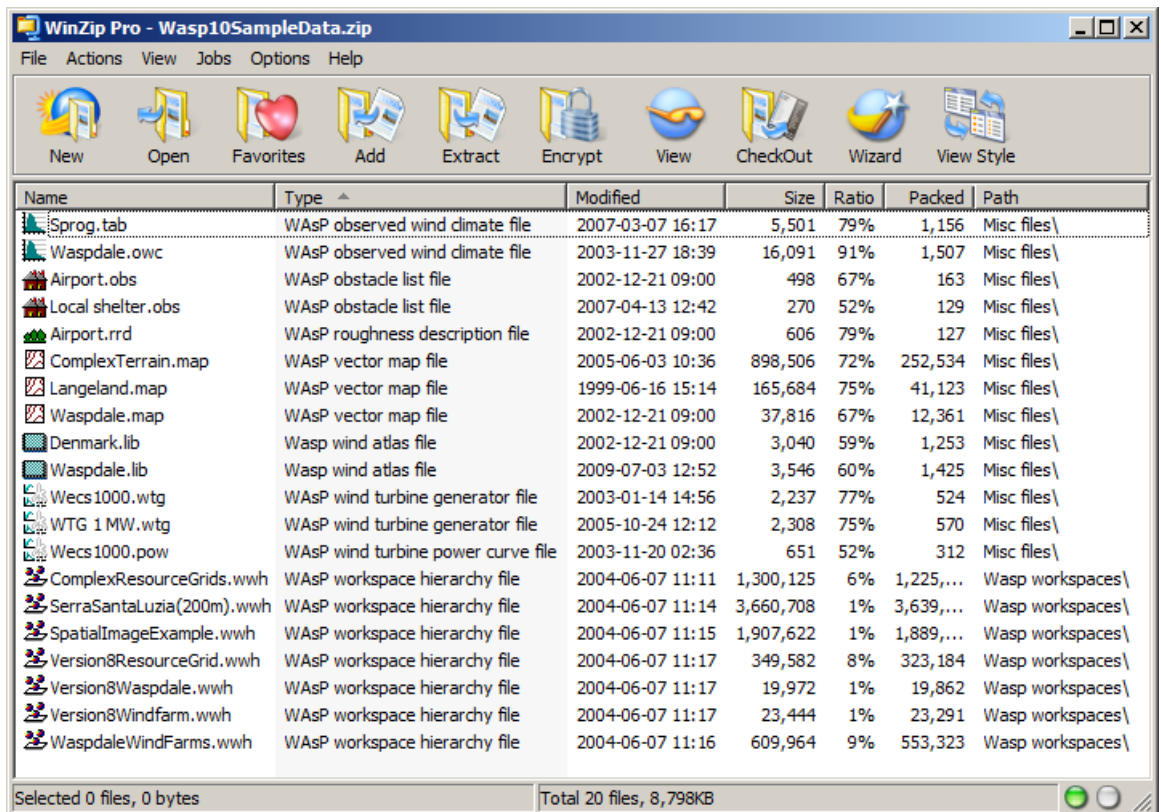 WinZip Pro - Wasp10SampleData.zip
File Actions View Jobs Options Help
New Open Favorites Add Extract Encrypt View CheckOut Wizard View Style
Name Type Modified Size Ratio Packed Path
Sprog.tab WAsP observed wind climate file 2007-03-07 16:17 5,501 79% 1,156 Misc files\
Waspdale.owc WAsP observed wind climate file 2003-11-27 18:39 16,091 91% 1,507 Misc files\
Airport.obs WAsP obstacle list file 2002-12-21 09:00 498 67% 163 Misc files\
Local shelter.obs WAsP obstacle list file 2007-04-13 12:42 270 52% 129 Misc files\
Airport.rrd WAsP roughness description file 2002-12-21 09:00 606 79% 127 Misc files\
ComplexTerrain.map WAsP vector map file 2005-06-03 10:36 898,506 72% 252,534 Misc files\
Langeland.map WAsP vector map file 1999-06-16 15:14 165,684 75% 41,123 Misc files\
Waspdale.map WAsP vector map file 2002-12-21 09:00 37,816 67% 12,361 Misc files\
Denmark.lib Wasp wind atlas file 2002-12-21 09:00 3,040 59% 1,253 Misc files\
Waspdale.lib Wasp wind atlas file 2009-07-03 12:52 3,546 60% 1,425 Misc files\
Wecs1000.wtg WAsP wind turbine generator file 2003-01-14 14:56 2,237 77% 524 Misc files\
WTG 1 MW.wtg WAsP wind turbine generator file 2005-10-24 12:12 2,308 75% 570 Misc files\
Wecs1000.pow WAsP wind turbine power curve file 2003-11-20 02:36 651 52% 312 Misc files\
ComplexResourceGrids.wwh WAsP workspace hierarchy file 2004-06-07 11:11 1,300,125 6% 1,225,... Wasp workspaces\
SerraSantaLuzia(200m).wwh WAsP workspace hierarchy file 2004-06-07 11:14 3,660,708 1% 3,639,... Wasp workspaces\
SpatialImageExample.wwh WAsP workspace hierarchy file 2004-06-07 11:15 1,907,622 1% 1,889,... Wasp workspaces\
Version8ResourceGrid.wwh WAsP workspace hierarchy file 2004-06-07 11:17 349,582 8% 323,184 Wasp workspaces\
Version8Waspdale.wwh WAsP workspace hierarchy file 2004-06-07 11:17 19,972 1% 19,862 Wasp workspaces\
Version8Windfarm.wwh WAsP workspace hierarchy file 2004-06-07 11:17 23,444 1% 23,291 Wasp workspaces\
WaspdaleWindFarms.wwh WAsP workspace hierarchy file 2004-06-07 11:16 609,964 9% 553,323 Wasp workspaces\
Selected 0 files, 0 bytes Total 20 files, 8,798KB